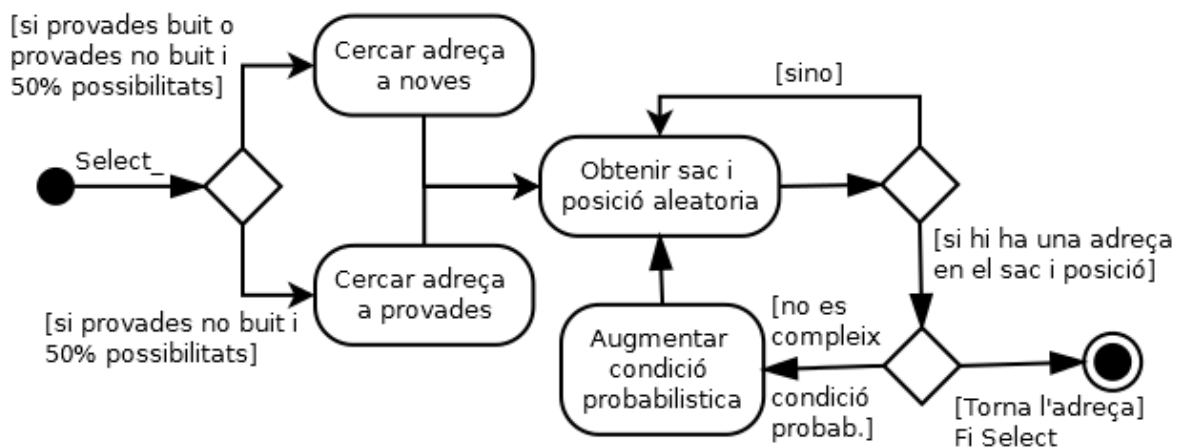 [si provades buit o
provades no buit i
50% possibilitats]
Select_
[si provades no buit i
50% possibilitats]
Cercar adreça
a noves
Cercar adreça
a provades
Obtenir sac i
posició aleatoria
[sino]
[si hi ha una adreça
en el sac i posició]
[no es
compleix
condició
probab.]
Augmentar
condició
probabilistica
[Torna l'adreça]
Fi Select